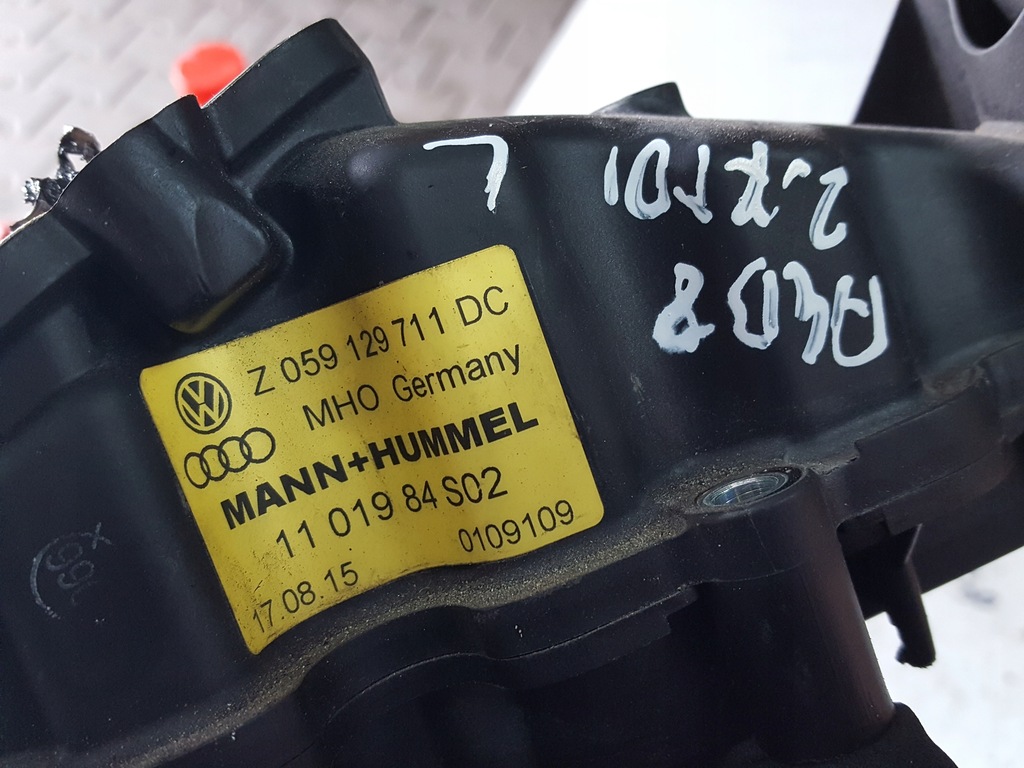 Z 059 129 711 DC
MHO Germany
MANN+HUMMEL
11 019 84 S02
0109109
17.08.15
L